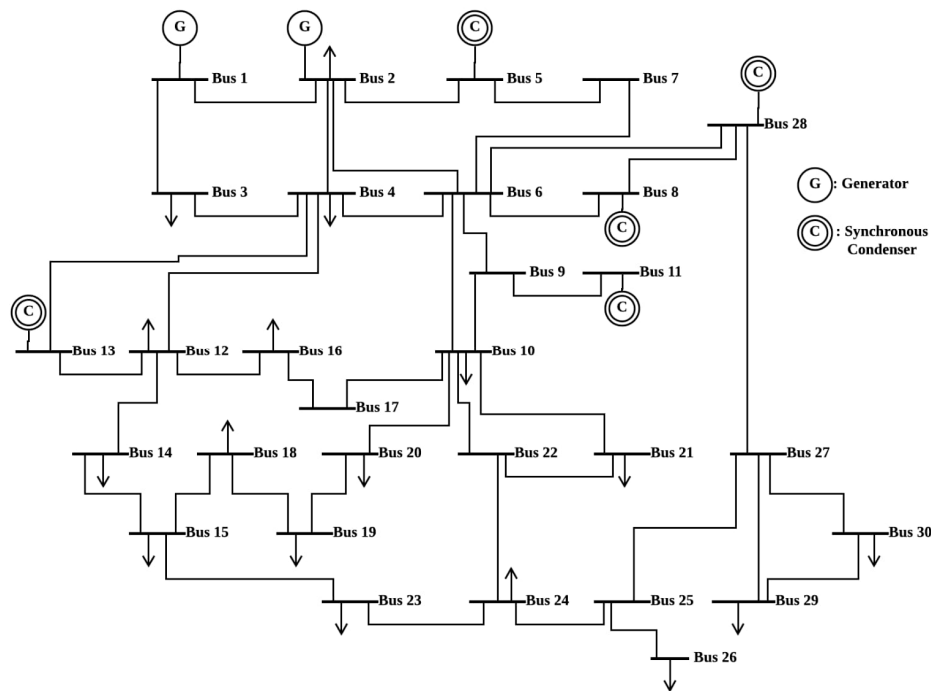 G
G
C
C
Bus 1
Bus 2
Bus 5
Bus 7
Bus 28
Bus 3
Bus 4
Bus 6
Bus 8
G : Generator
C
C : Synchronous
Condenser
Bus 9
Bus 11
C
C
Bus 13
Bus 12
Bus 16
Bus 10
Bus 17
Bus 14
Bus 18
Bus 20
Bus 22
Bus 21
Bus 27
Bus 15
Bus 19
Bus 30
Bus 23
Bus 24
Bus 25
Bus 29
Bus 26